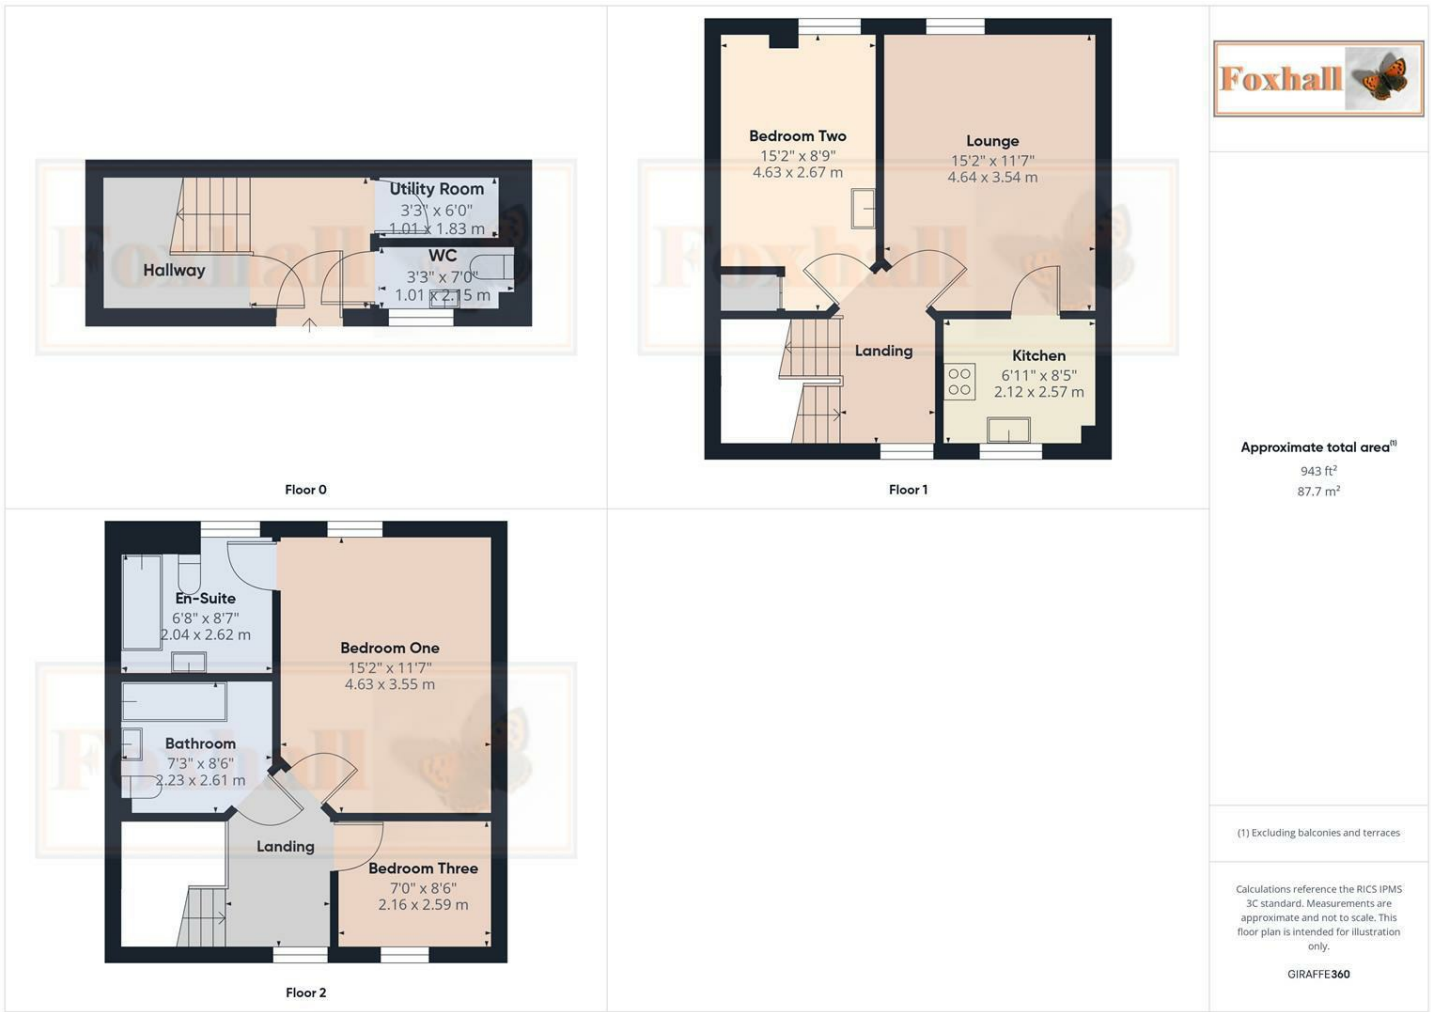 Utility Room
3'3" x 6'0"
1.01 x 1.83 m
WC
3'3" x 7'0"
1.01 x 2.15 m
Hallway
Foxhall
Floor 0
Bedroom Two
15'2" x 8'9"
4.63 x 2.67 m
Lounge
15'2" x 11'7"
4.64 x 3.54 m
Foxhall
Landing
Kitchen
6'11" x 8'5"
2.12 x 2.57 m
Floor 1
En-Suite
6'8" x 8'7"
2.04 x 2.62 m
Bedroom One
15'2" x 11'7"
4.63 x 3.55 m
Bathroom
7'3" x 8'6"
2.23 x 2.61 m
Foxhall
Landing
Bedroom Three
7'0" x 8'6"
2.16 x 2.59 m
Floor 2
Foxhall
Approximate total area(1)
943 ft²
87.7 m²
(1) Excluding balconies and terraces
Calculations reference the RICS IPMS
3C standard. Measurements are
approximate and not to scale. This
floor plan is intended for illustration
only.
GIRAFFE360